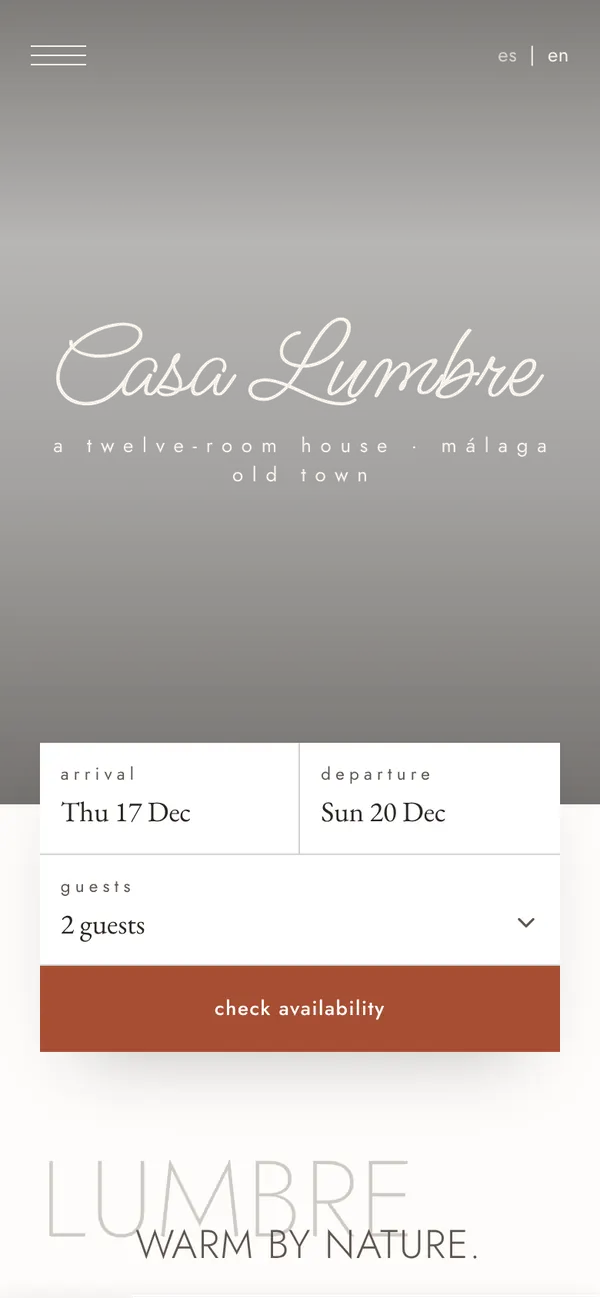 es | en
Casa Lumbre
a twelve-room house · málaga
old town
arrival
Thu 17 Dec
departure
Sun 20 Dec
guests
2 guests
check availability
LUMBRE
WARM BY NATURE.